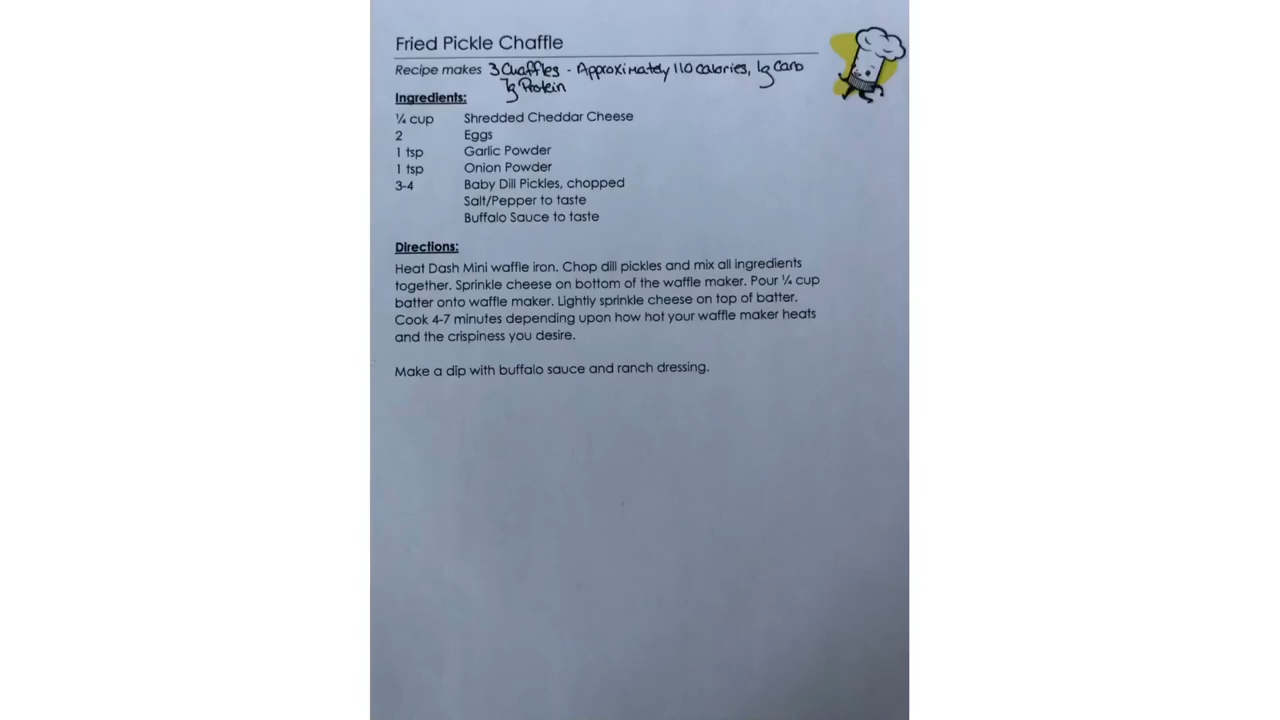 Fried Pickle Chaffle
Recipe makes 3 Chaffles - Approximately 110 calories, 1g Carb
7g Protein
Ingredients:
¼ cup Shredded Cheddar Cheese
2 Eggs
1 tsp Garlic Powder
1 tsp Onion Powder
3-4 Baby Dill Pickles, chopped
Salt/Pepper to taste
Buffalo Sauce to taste
Directions:
Heat Dash Mini waffle iron. Chop dill pickles and mix all ingredients
together. Sprinkle cheese on bottom of the waffle maker. Pour ¼ cup
batter onto waffle maker. Lightly sprinkle cheese on top of batter.
Cook 4-7 minutes depending upon how hot your waffle maker heats
and the crispiness you desire.
Make a dip with buffalo sauce and ranch dressing.